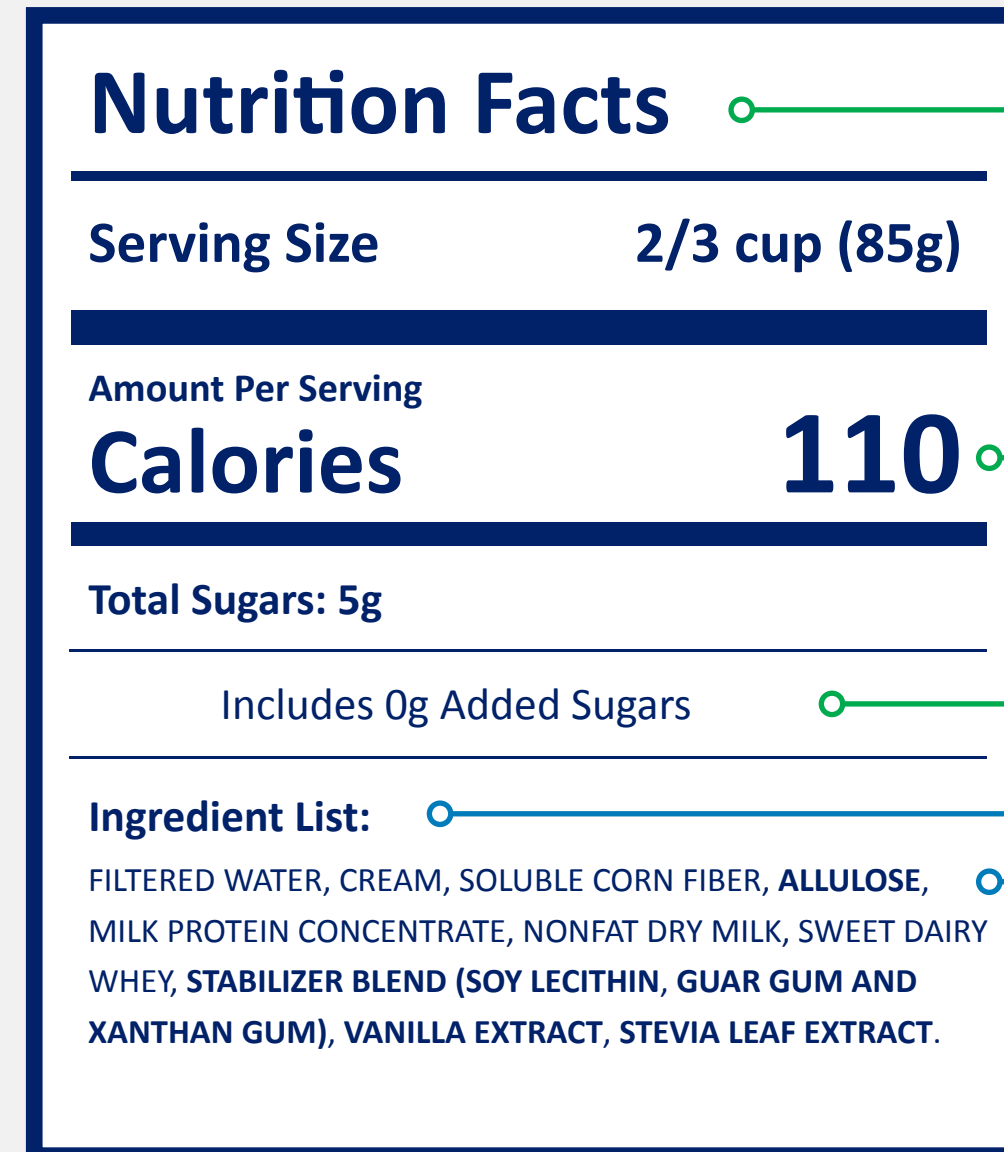 Nutrition Facts
Serving Size 2/3 cup (85g)
Amount Per Serving
Calories 110
Total Sugars: 5g
Includes 0g Added Sugars
Ingredient List:
FILTERED WATER, CREAM, SOLUBLE CORN FIBER, ALLULOSE,
MILK PROTEIN CONCENTRATE, NONFAT DRY MILK, SWEET DAIRY
WHEY, STABILIZER BLEND (SOY LECITHIN, GUAR GUM AND
XANTHAN GUM), VANILLA EXTRACT, STEVIA LEAF EXTRACT.